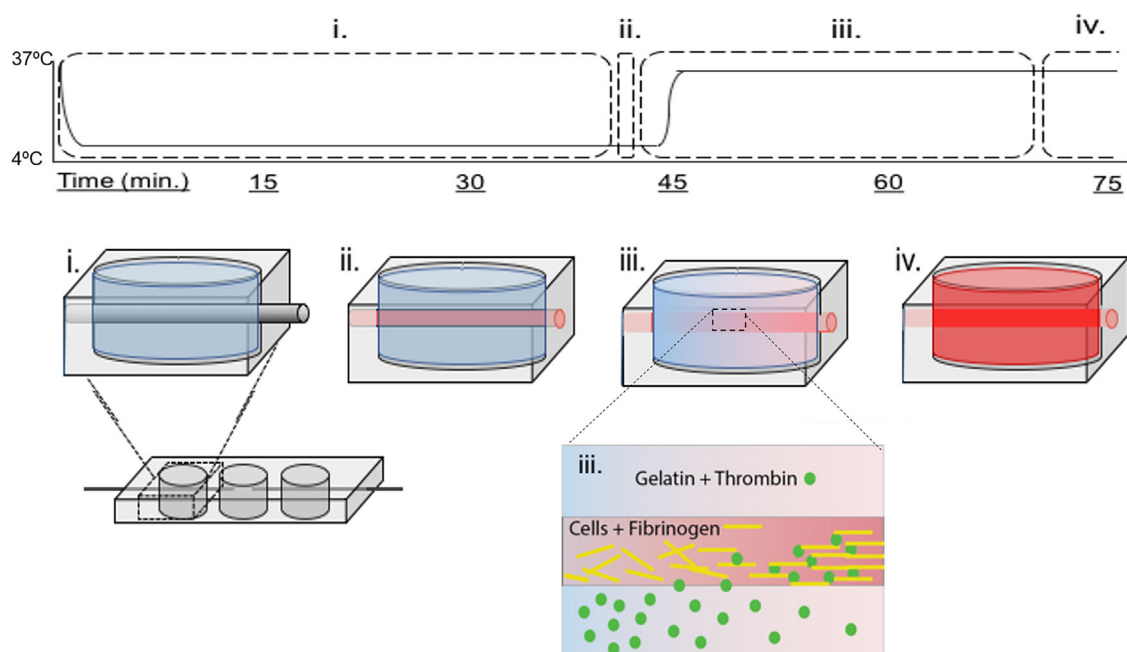 i. ii. iii. iv.
37ºC
4ºC
Time (min.) 15 30 45 60 75
i. ii. iii. iv.
iii.
Gelatin + Thrombin
Cells + Fibrinogen